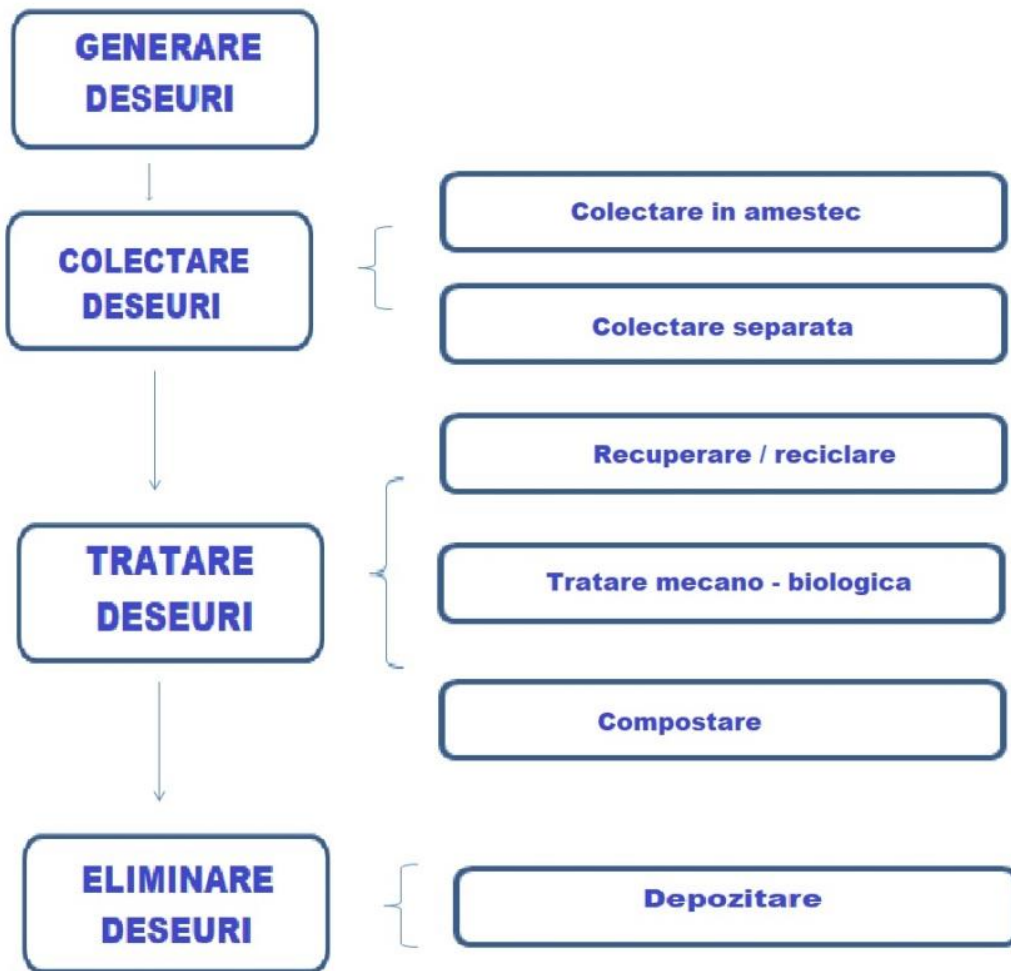 GENERARE
DESEURI
COLECTARE
DESEURI
Colectare in amestec
Colectare separata
TRATARE
DESEURI
Recuperare / reciclare
Tratare mecano - biologica
Compostare
ELIMINARE
DESEURI
Depozitare